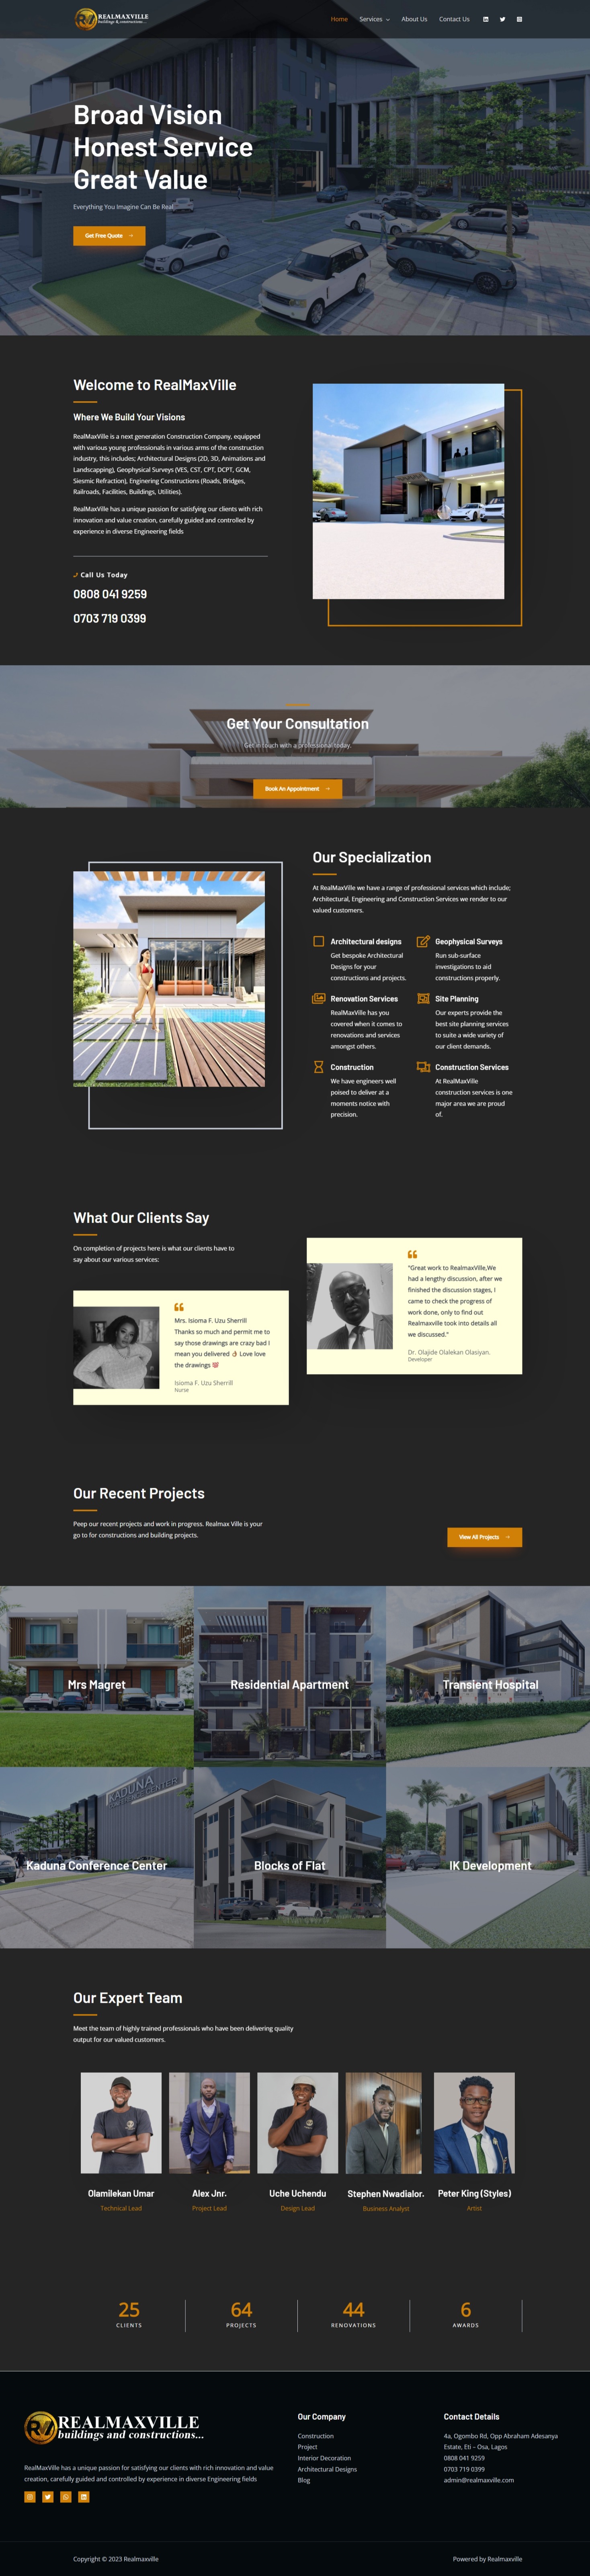 REALMAXVILLE
buildings & constructions...
Home
Services
About Us
Contact Us
Broad Vision
Honest Service
Great Value
Everything You Imagine Can Be Real
Get Free Quote
Welcome to RealMaxVille
Where We Build Your Visions
RealMaxVille is a next generation Construction Company, equipped
with various young professionals in various arms of the construction
industry, this includes; Architectural Designs (2D, 3D, Animations and
Landscapping), Geophysical Surveys (VES, CST, CPT, DCPT, GCM,
Siesmic Refraction), Enginering Constructions (Roads, Bridges,
Railroads, Facilities, Buildings, Utilities).
RealMaxVille has a unique passion for satisfying our clients with rich
innovation and value creation, carefully guided and controlled by
experience in diverse Engineering fields
Call Us Today
0808 041 9259
0703 719 0399
Get Your Consultation
Get in touch with a professional today.
Book An Appointment
Our Specialization
At RealMaxVille we have a range of professional services which include;
Architectural, Engineering and Construction Services we render to our
valued customers.
Architectural designs
Get bespoke Architectural
Designs for your
constructions and projects.
Geophysical Surveys
Run sub-surface
investigations to aid
constructions properly.
Renovation Services
RealMaxVille has you
covered when it comes to
renovations and services
amongst others.
Site Planning
Our experts provide the
best site planning services
to suite a wide variety of
our client demands.
Construction
We have engineers well
poised to deliver at a
moments notice with
precision.
Construction Services
At RealMaxVille
construction services is one
major area we are proud
of.
What Our Clients Say
On completion of projects here is what our clients have to
say about our various services:
Mrs. Isioma F. Uzu Sherrill
Thanks so much and permit me to
say those drawings are crazy bad I
mean you delivered 👌 Love love
the drawings 💯
Isioma F. Uzu Sherrill
Nurse
"Great work to RealmaxVille,We
had a lengthy discussion, after we
finished the discussion stages, I
came to check the progress of
work done, only to find out
Realmaxville took into details all
we discussed."
Dr. Olajide Olalekan Olasiyan.
Developer
Our Recent Projects
Peep our recent projects and work in progress. Realmax Ville is your
go to for constructions and building projects.
View All Projects
Mrs Magret
Residential Apartment
Transient Hospital
KADUNA
CENTER
Kaduna Conference Center
Blocks of Flat
IK Development
Our Expert Team
Meet the team of highly trained professionals who have been delivering quality
output for our valued customers.
Olamilekan Umar
Technical Lead
Alex Jnr.
Project Lead
Uche Uchendu
Design Lead
Stephen Nwadialor.
Business Analyst
Peter King (Styles)
Artist
25
CLIENTS
64
PROJECTS
44
RENOVATIONS
6
AWARDS
REALMAXVILLE
buildings and constructions...
RealMaxVille has a unique passion for satisfying our clients with rich innovation and value
creation, carefully guided and controlled by experience in diverse Engineering fields
Our Company
Construction
Project
Interior Decoration
Architectural Designs
Blog
Contact Details
4a, Ogombo Rd, Opp Abraham Adesanya
Estate, Eti – Osa, Lagos
0808 041 9259
0703 719 0399
admin@realmaxville.com
Copyright © 2023 Realmaxville
Powered by Realmaxville